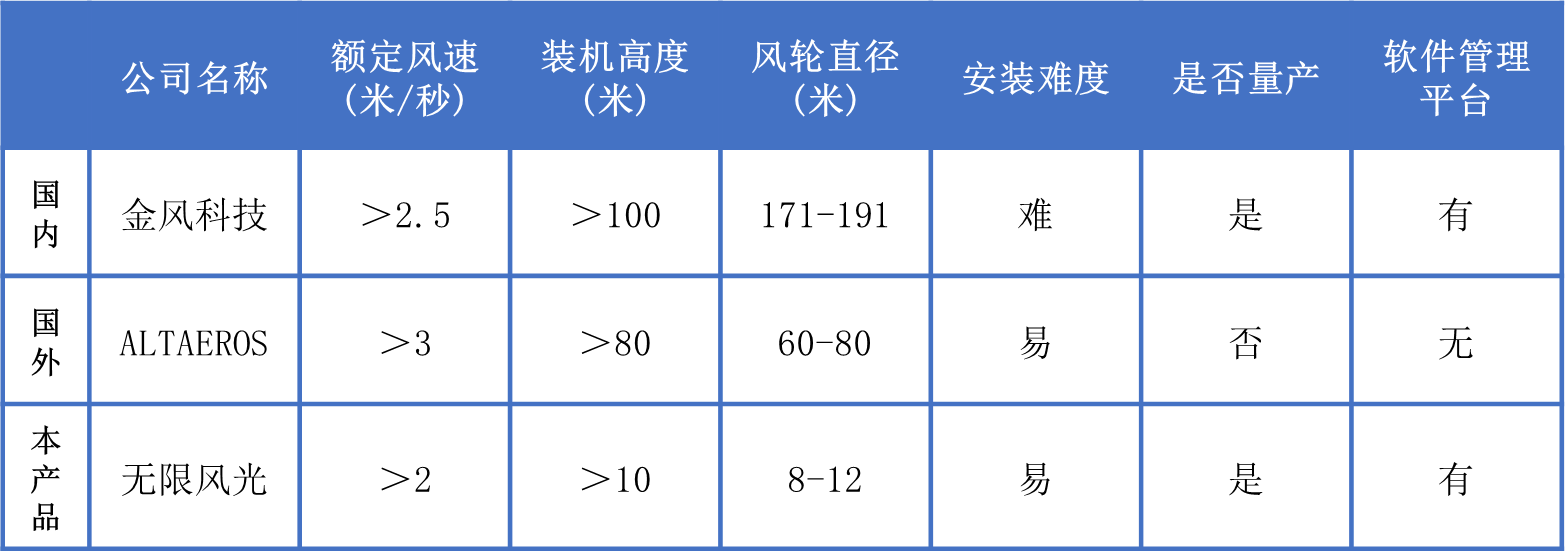 公司名称
额定风速
(米/秒)
装机高度
(米)
风轮直径
(米)
安装难度
是否量产
软件管理
平台
国内
金风科技
>2.5
>100
171-191
难
是
有
国外
ALTAEROS
>3
>80
60-80
易
否
无
本产品
无限风光
>2
>10
8-12
易
是
有